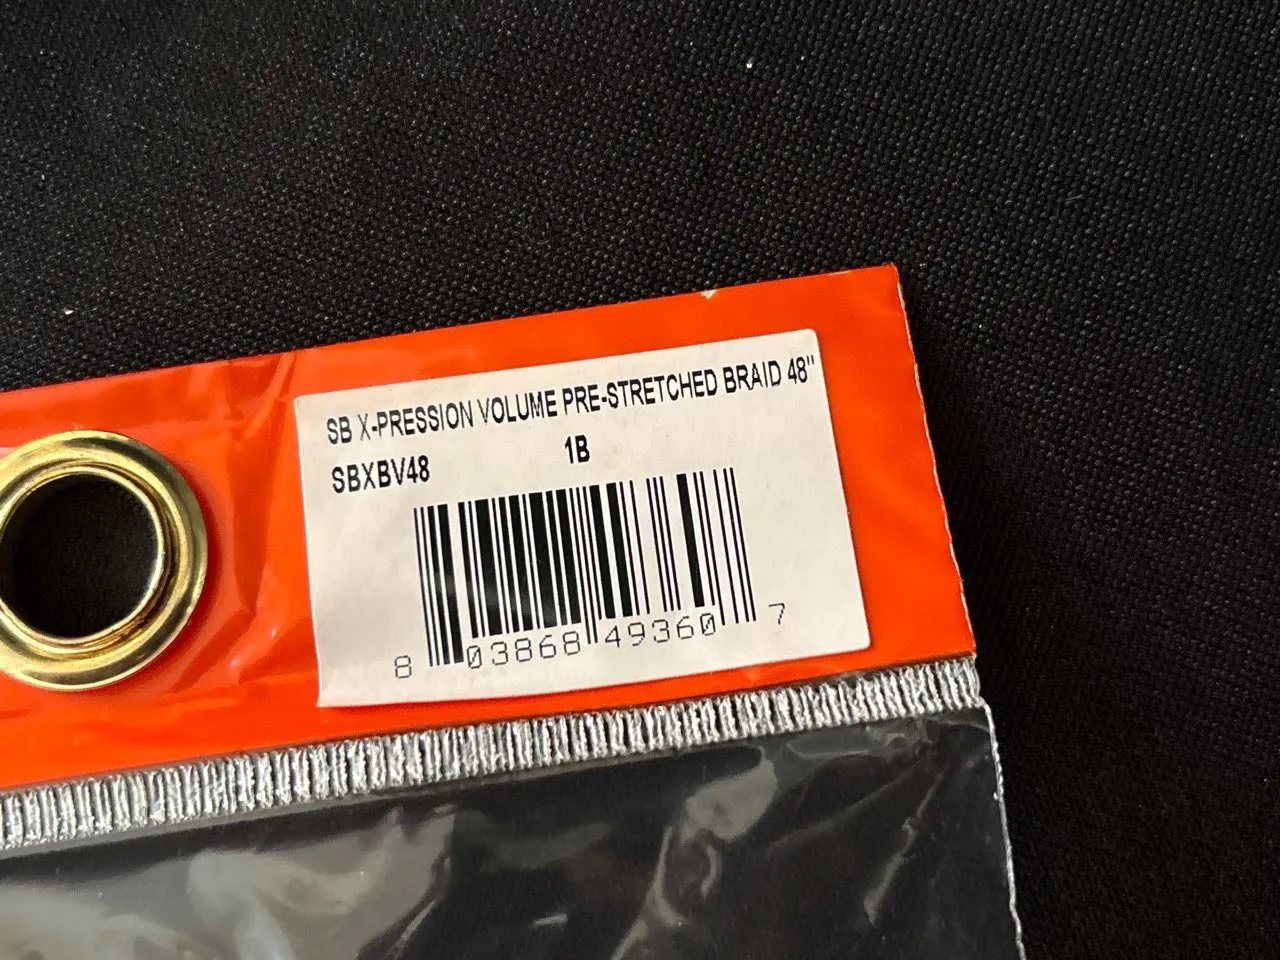 SB X-PRESSION VOLUME PRE-STRETCHED BRAID 48"
SBXBV48 1B
8 03868 49360 7